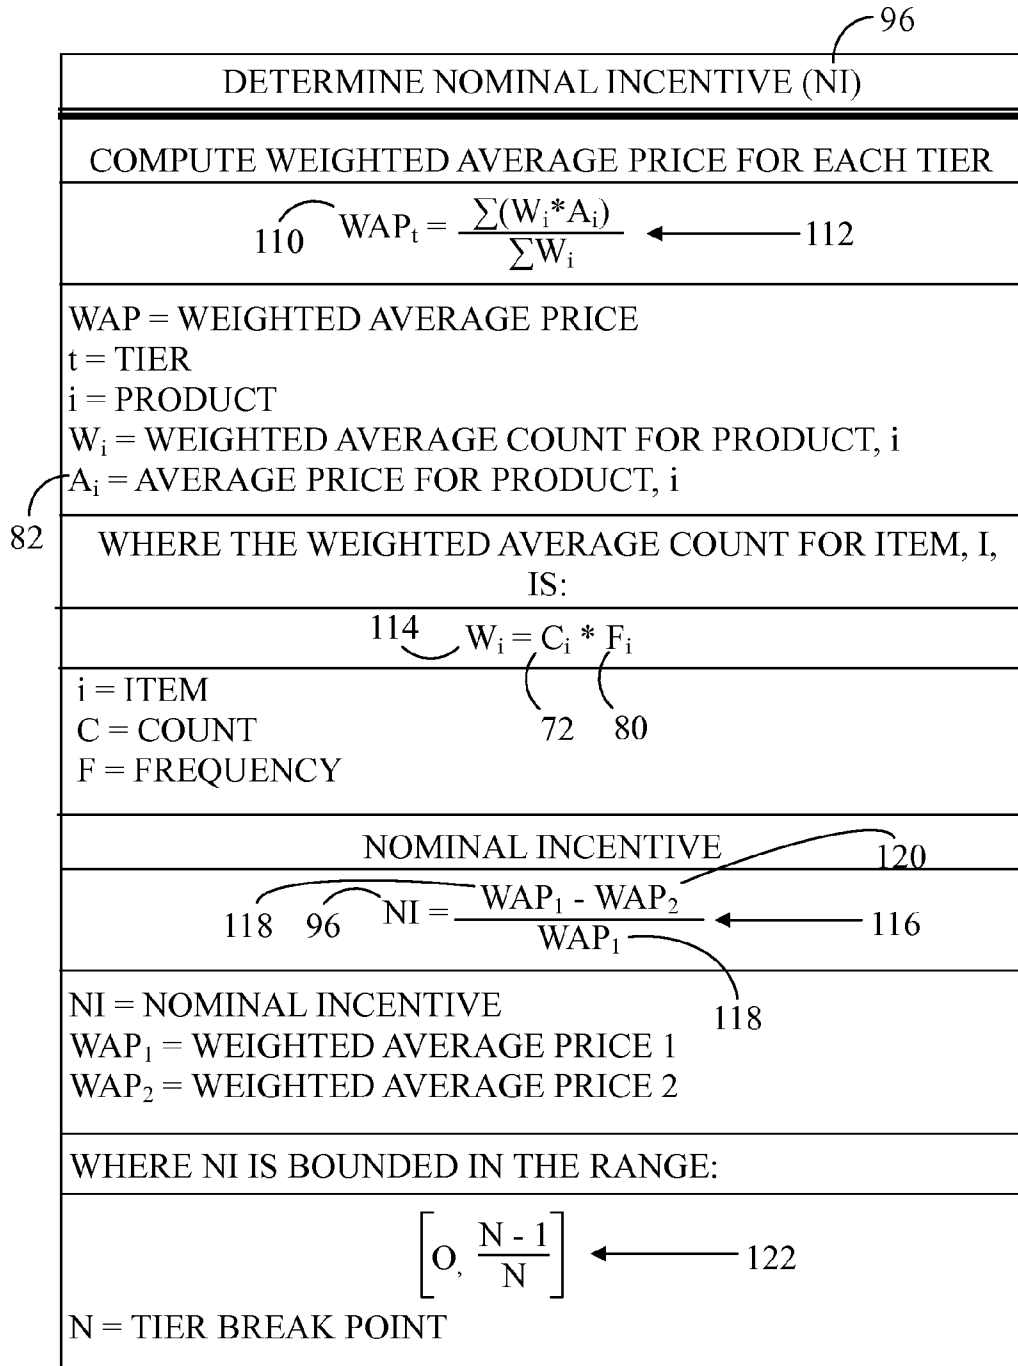 96
DETERMINE NOMINAL INCENTIVE (NI)
COMPUTE WEIGHTED AVERAGE PRICE FOR EACH TIER
110 WAPₜ = ∑(Wᵢ*Aᵢ) / ∑Wᵢ 112
WAP = WEIGHTED AVERAGE PRICE
t = TIER
i = PRODUCT
Wᵢ = WEIGHTED AVERAGE COUNT FOR PRODUCT, i
Aᵢ = AVERAGE PRICE FOR PRODUCT, i
82
WHERE THE WEIGHTED AVERAGE COUNT FOR ITEM, I,
IS:
114 Wᵢ = Cᵢ * Fᵢ
i = ITEM
C = COUNT 72 80
F = FREQUENCY
NOMINAL INCENTIVE 120
118 96 NI = WAP₁ - WAP₂ / WAP₁ 116
NI = NOMINAL INCENTIVE 118
WAP₁ = WEIGHTED AVERAGE PRICE 1
WAP₂ = WEIGHTED AVERAGE PRICE 2
WHERE NI IS BOUNDED IN THE RANGE:
[O, N - 1 / N] 122
N = TIER BREAK POINT